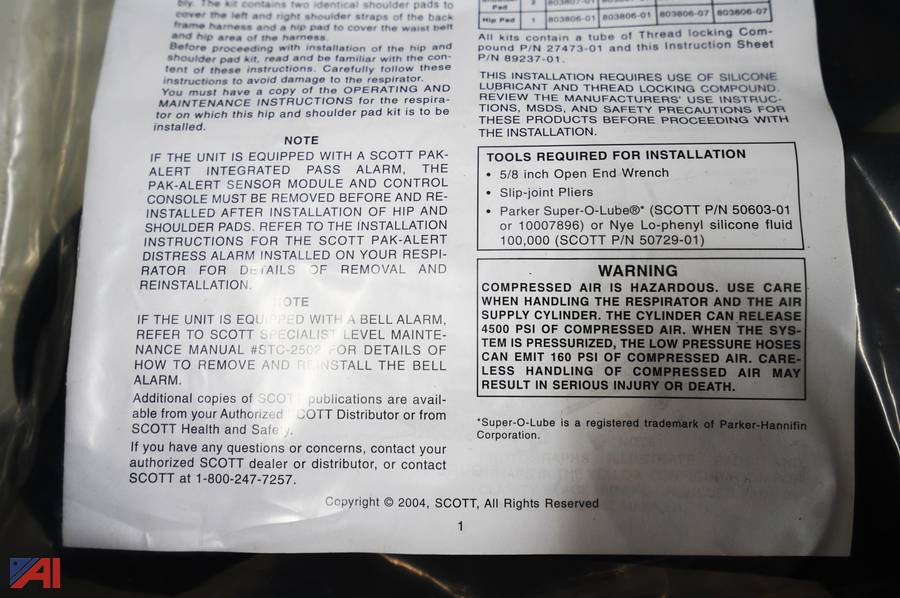 bly. The kit contains two identical shoulder pads to
cover the left and right shoulder straps of the back
frame harness and a hip pad to cover the waist belt
and hip area of the harness.
Before proceeding with installation of the hip and
shoulder pad kit, read and be familiar with the con-
tent of these instructions. Carefully follow these
instructions to avoid damage to the respirator.
You must have a copy of the OPERATING AND
MAINTENANCE INSTRUCTIONS for the respira-
tor on which this hip and shoulder pad kit is to be
installed.
NOTE
IF THE UNIT IS EQUIPPED WITH A SCOTT PAK-
ALERT INTEGRATED PASS ALARM, THE
PAK-ALERT SENSOR MODULE AND CONTROL
CONSOLE MUST BE REMOVED BEFORE AND RE-
INSTALLED AFTER INSTALLATION OF HIP AND
SHOULDER PADS. REFER TO THE INSTALLATION
INSTRUCTIONS FOR THE SCOTT PAK-ALERT
DISTRESS ALARM INSTALLED ON YOUR RESPI-
RATOR FOR DETAILS OF REMOVAL AND
REINSTALLATION.
NOTE
IF THE UNIT IS EQUIPPED WITH A BELL ALARM,
REFER TO SCOTT SPECIALIST LEVEL MAINTE-
NANCE MANUAL #STC-2502 FOR DETAILS OF
HOW TO REMOVE AND REINSTALL THE BELL
ALARM.
Additional copies of SCOTT publications are avail-
able from your Authorized SCOTT Distributor or from
SCOTT Health and Safety.
If you have any questions or concerns, contact your
authorized SCOTT dealer or distributor, or contact
SCOTT at 1-800-247-7257.
Shoulder
Pad 2 803807-01
Hip Pad 1 803806-01 803806-01 803806-07 803806-07
All kits contain a tube of Thread locking Com-
pound P/N 27473-01 and this Instruction Sheet
P/N 89237-01.
THIS INSTALLATION REQUIRES USE OF SILICONE
LUBRICANT AND THREAD LOCKING COMPOUND.
REVIEW THE MANUFACTURERS' USE INSTRUC-
TIONS, MSDS, AND SAFETY PRECAUTIONS FOR
THESE PRODUCTS BEFORE PROCEEDING WITH
THE INSTALLATION.
TOOLS REQUIRED FOR INSTALLATION
• 5/8 inch Open End Wrench
• Slip-joint Pliers
• Parker Super-O-Lube®* (SCOTT P/N 50603-01
or 10007896) or Nye Lo-phenyl silicone fluid
100,000 (SCOTT P/N 50729-01)
WARNING
COMPRESSED AIR IS HAZARDOUS. USE CARE
WHEN HANDLING THE RESPIRATOR AND THE AIR
SUPPLY CYLINDER. THE CYLINDER CAN RELEASE
4500 PSI OF COMPRESSED AIR. WHEN THE SYS-
TEM IS PRESSURIZED, THE LOW PRESSURE HOSES
CAN EMIT 160 PSI OF COMPRESSED AIR. CARE-
LESS HANDLING OF COMPRESSED AIR MAY
RESULT IN SERIOUS INJURY OR DEATH.
*Super-O-Lube is a registered trademark of Parker-Hannifin
Corporation.
Copyright © 2004, SCOTT, All Rights Reserved
1
AI